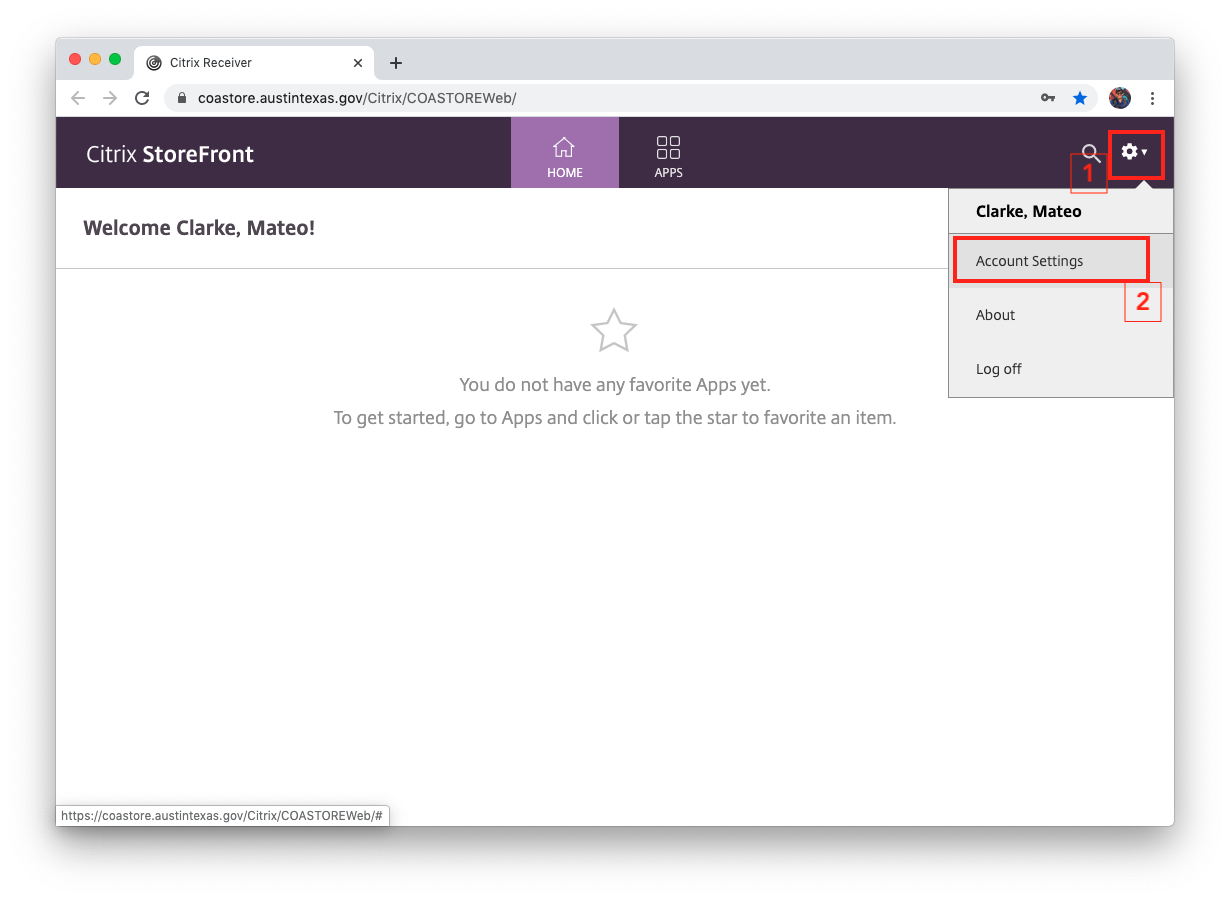 Citrix Receiver
coastore.austintexas.gov/Citrix/COASTOREWeb/
Citrix StoreFront
HOME
APPS
1
Welcome Clarke, Mateo!
Clarke, Mateo
Account Settings
2
About
Log off
You do not have any favorite Apps yet.
To get started, go to Apps and click or tap the star to favorite an item.
https://coastore.austintexas.gov/Citrix/COASTOREWeb/#